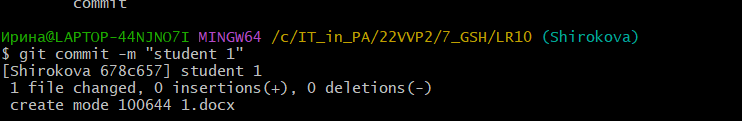 commit
Ирина@LAPTOP-44NJNO7I MINGW64 /c/IT_in_PA/22VVP2/7_GSH/LR10 (Shirokova)
$ git commit -m "student 1"
[Shirokova 678c657] student 1
1 file changed, 0 insertions(+), 0 deletions(-)
create mode 100644 1.docx